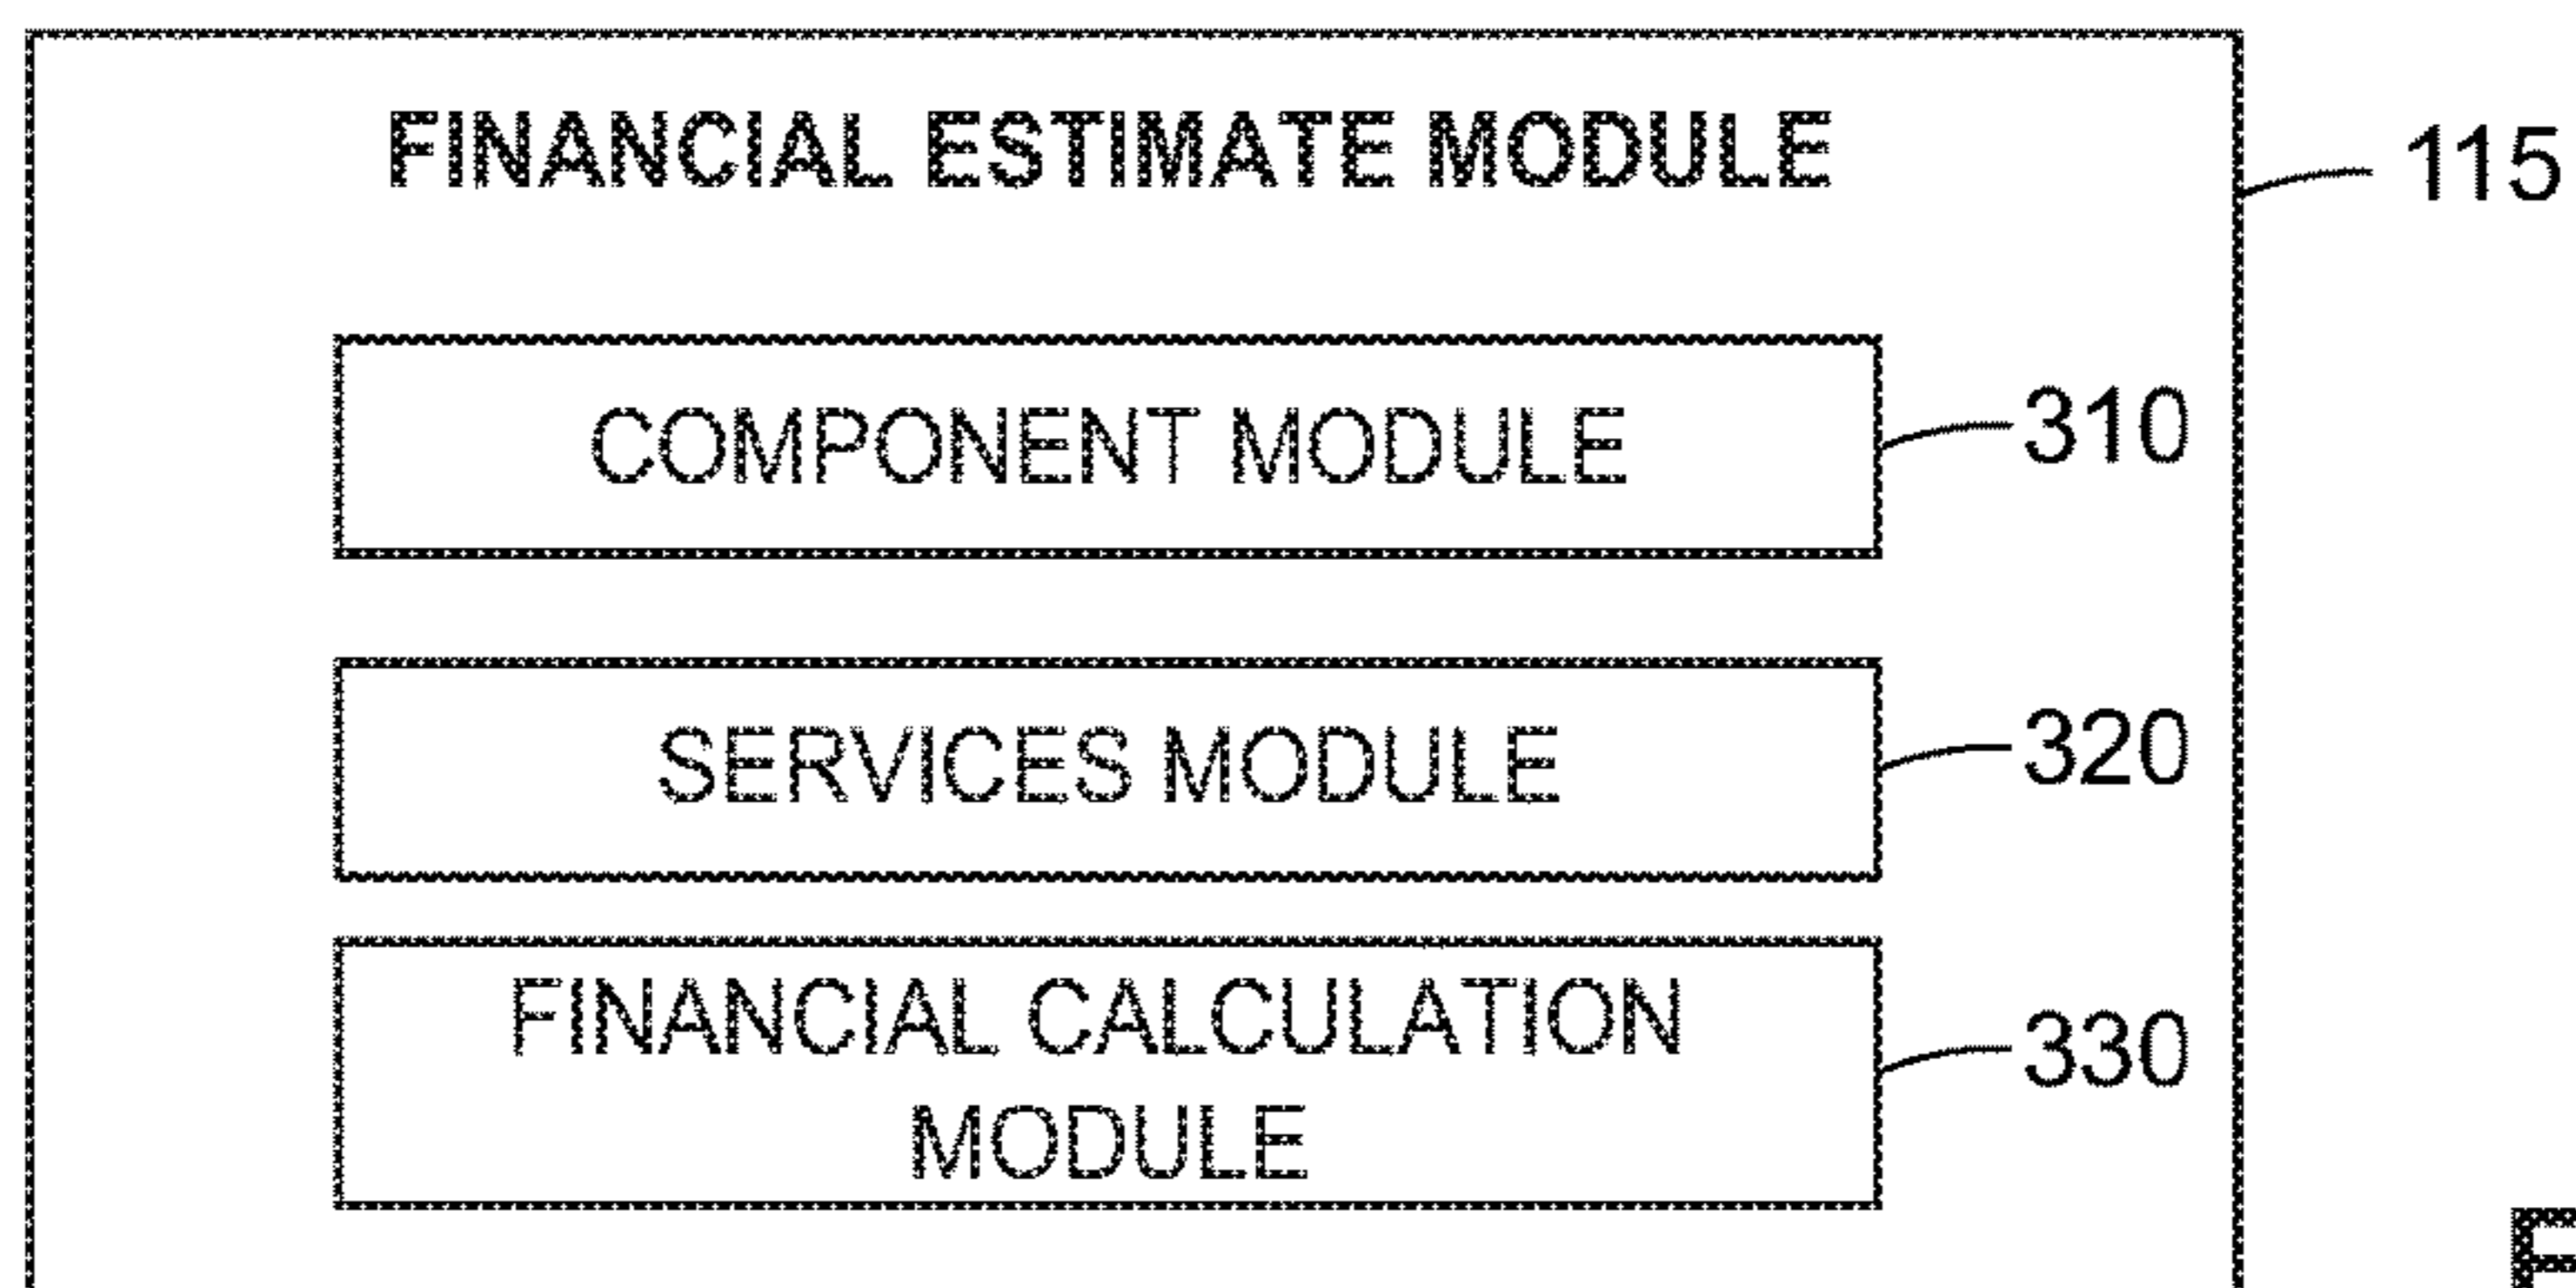 FINANCIAL ESTIMATE MODULE
115
COMPONENT MODULE
310
SERVICES MODULE
320
FINANCIAL CALCULATION
MODULE
330